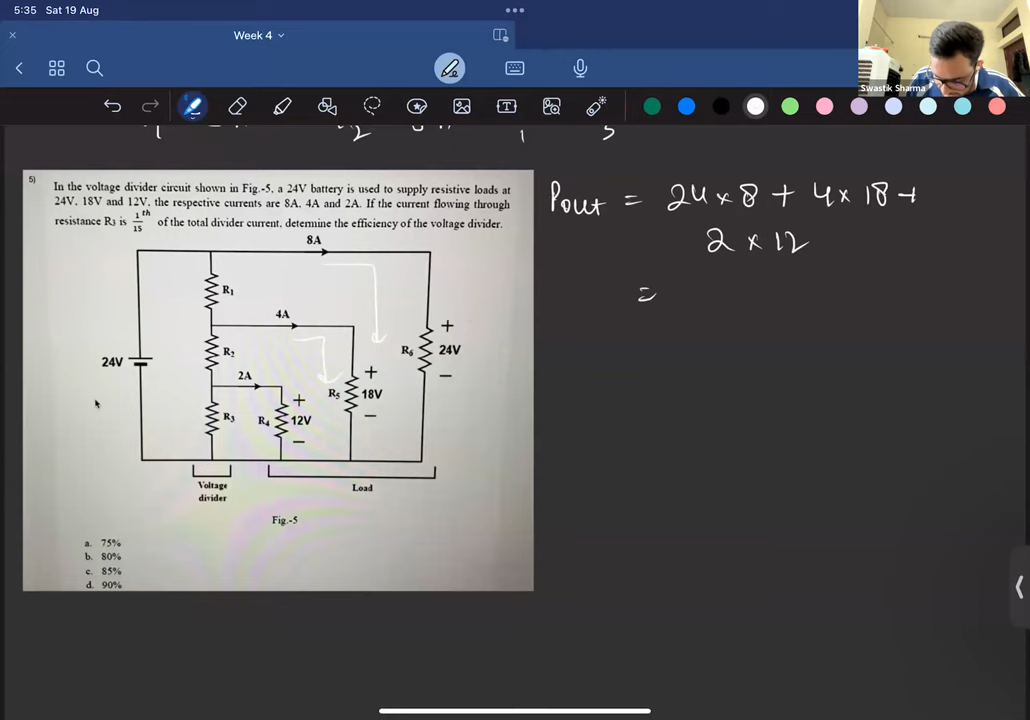 5:35 Sat 19 Aug
Week 4
Swastik Sharma
5)
In the voltage divider circuit shown in Fig.-5, a 24V battery is used to supply resistive loads at
24V, 18V and 12V, the respective currents are 8A, 4A and 2A. If the current flowing through
resistance R3 is 1/15 th of the total divider current, determine the efficiency of the voltage divider.
8A
R1
4A
R2
24V
2A
R3
R4
12V
R5
18V
R6
24V
+
−
+
−
+
−
Voltage
divider
Load
Fig.-5
a. 75%
b. 80%
c. 85%
d. 90%
Pout = 24 × 8 + 4 × 18 +
2 × 12
=